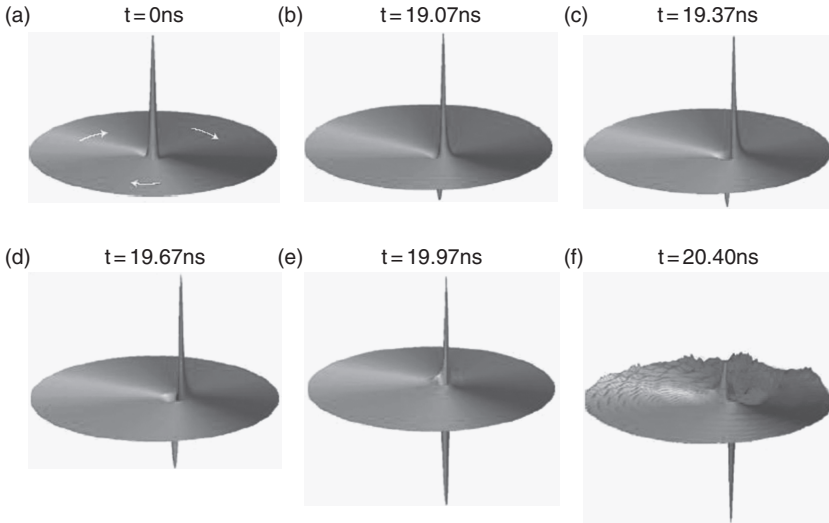 (a) t = 0ns
(b) t = 19.07ns
(c) t = 19.37ns
(d) t = 19.67ns
(e) t = 19.97ns
(f) t = 20.40ns